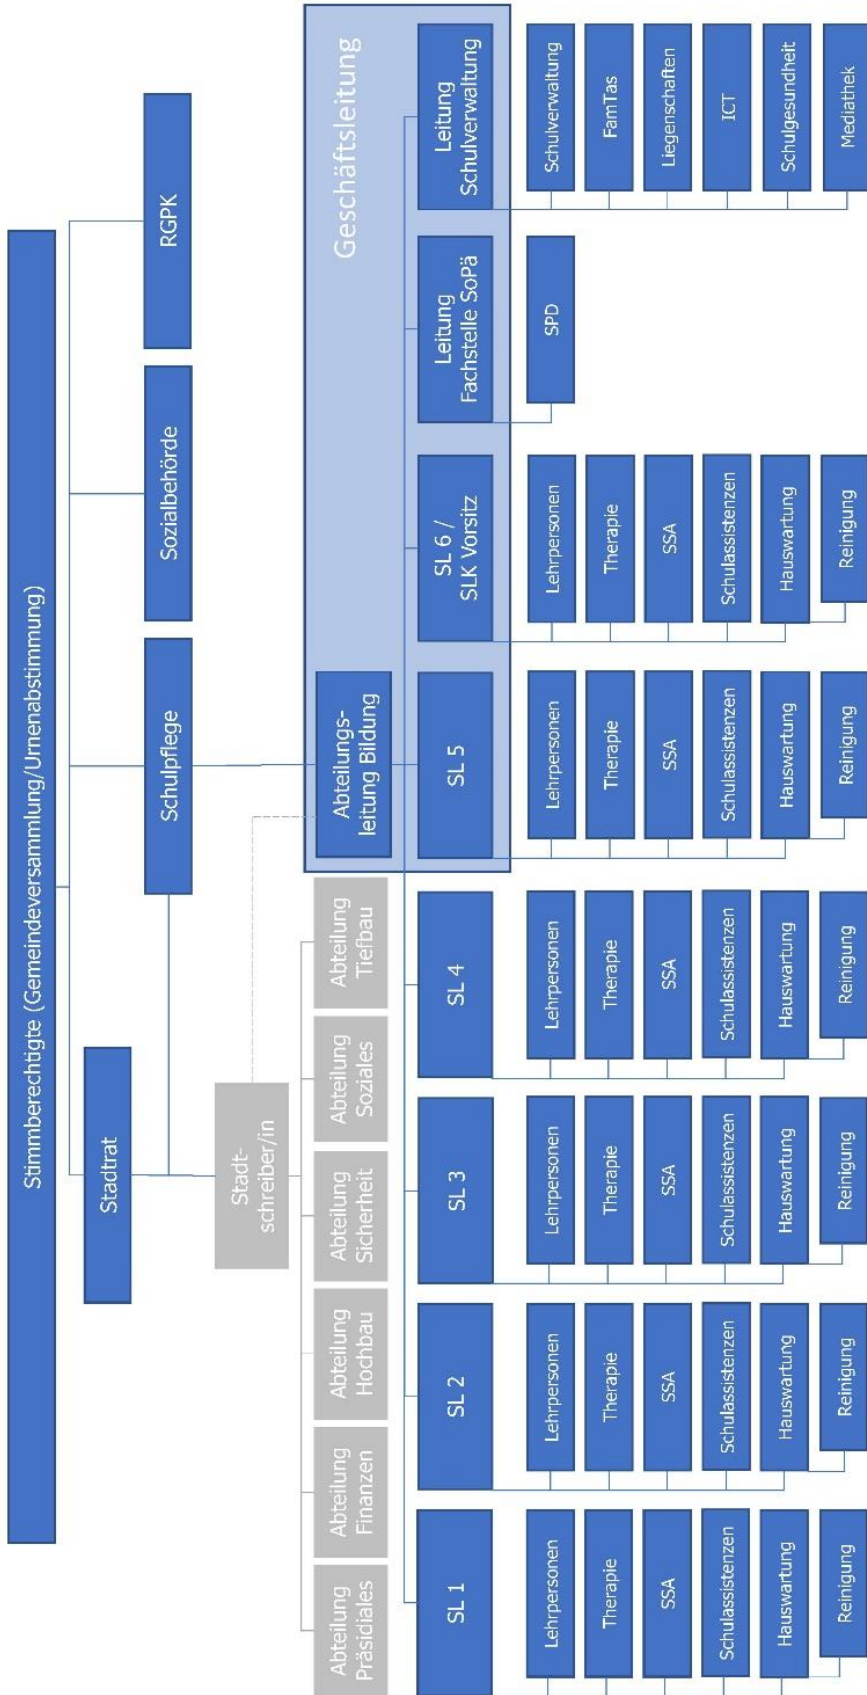 Stimmberechtigte (Gemeindeversammlung/Urnenabstimmung)
Stadtrat
Schulpflege
Sozialbehörde
RGPK
Stadt-
schreiber/in
Abteilung
Präsidiales
Abteilung
Finanzen
Abteilung
Hochbau
Abteilung
Sicherheit
Abteilung
Soziales
Abteilung
Tiefbau
Abteilungs-
leitung Bildung
Geschäftsleitung
SL 1
Lehrpersonen
Therapie
SSA
Schulassistenzen
Hauswartung
Reinigung
SL 2
Lehrpersonen
Therapie
SSA
Schulassistenzen
Hauswartung
Reinigung
SL 3
Lehrpersonen
Therapie
SSA
Schulassistenzen
Hauswartung
Reinigung
SL 4
Lehrpersonen
Therapie
SSA
Schulassistenzen
Hauswartung
Reinigung
SL 5
Lehrpersonen
Therapie
SSA
Schulassistenzen
Hauswartung
Reinigung
SL 6 /
SLK Vorsitz
Lehrpersonen
Therapie
SSA
Schulassistenzen
Hauswartung
Reinigung
Leitung
Fachstelle SoPä
SPD
Leitung
Schulverwaltung
Schulverwaltung
FamTas
Liegenschaften
ICT
Schulgesundheit
Mediathek